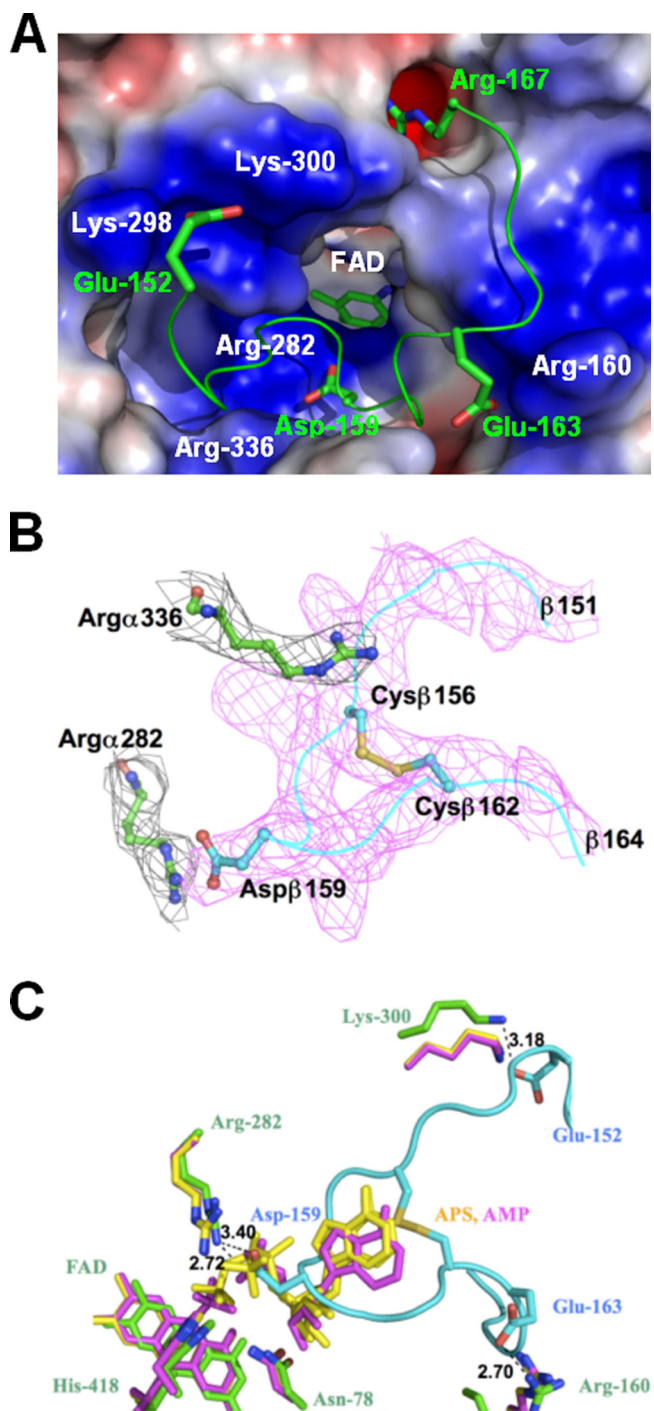 A
Arg-167
Lys-300
Lys-298
FAD
Glu-152
Arg-282
Arg-160
Asp-159
Glu-163
Arg-336
B
β151
Argα336
Cysβ156
Argα282
Cysβ162
β164
Aspβ159
C
Lys-300
3.18
Arg-282
Glu-152
3.40
Asp-159
APS, AMP
2.72
FAD
Glu-163
2.70
His-418
Asn-78
Arg-160